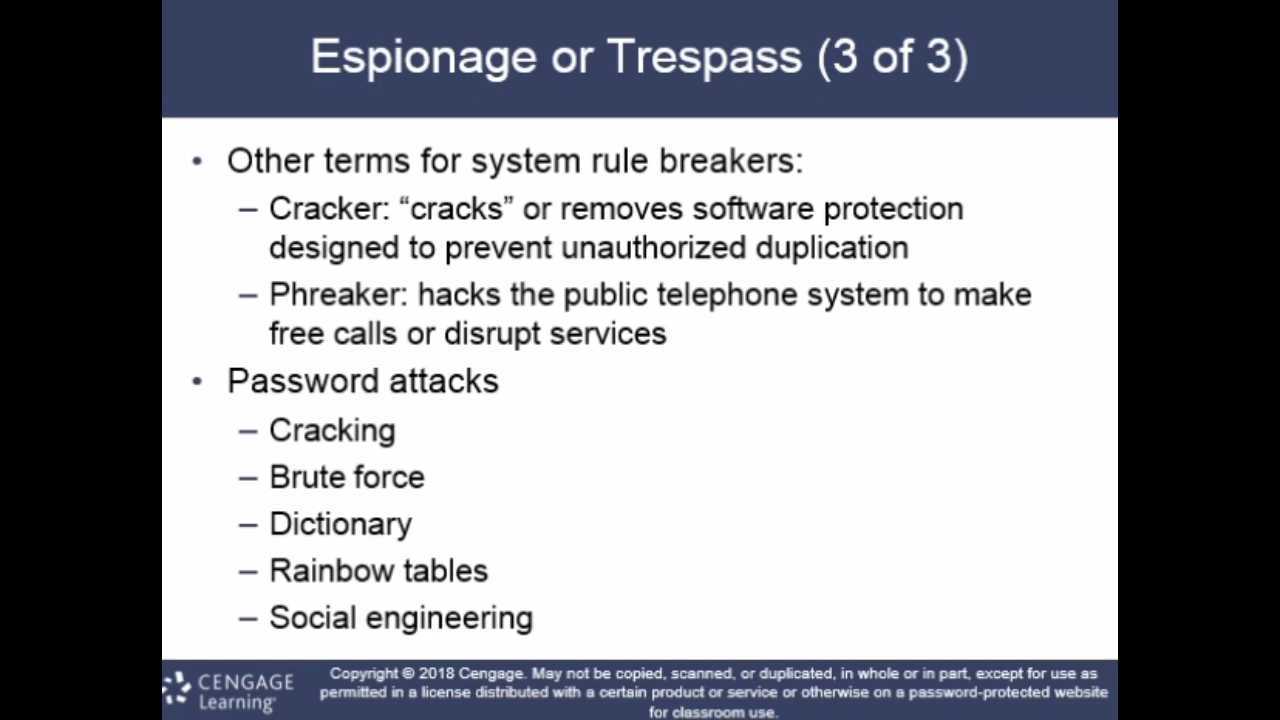 Espionage or Trespass (3 of 3)
• Other terms for system rule breakers:
– Cracker: “cracks” or removes software protection
designed to prevent unauthorized duplication
– Phreaker: hacks the public telephone system to make
free calls or disrupt services
• Password attacks
– Cracking
– Brute force
– Dictionary
– Rainbow tables
– Social engineering
CENGAGE
Learning
Copyright © 2018 Cengage. May not be copied, scanned, or duplicated, in whole or in part, except for use as
permitted in a license distributed with a certain product or service or otherwise on a password-protected website
for classroom use.